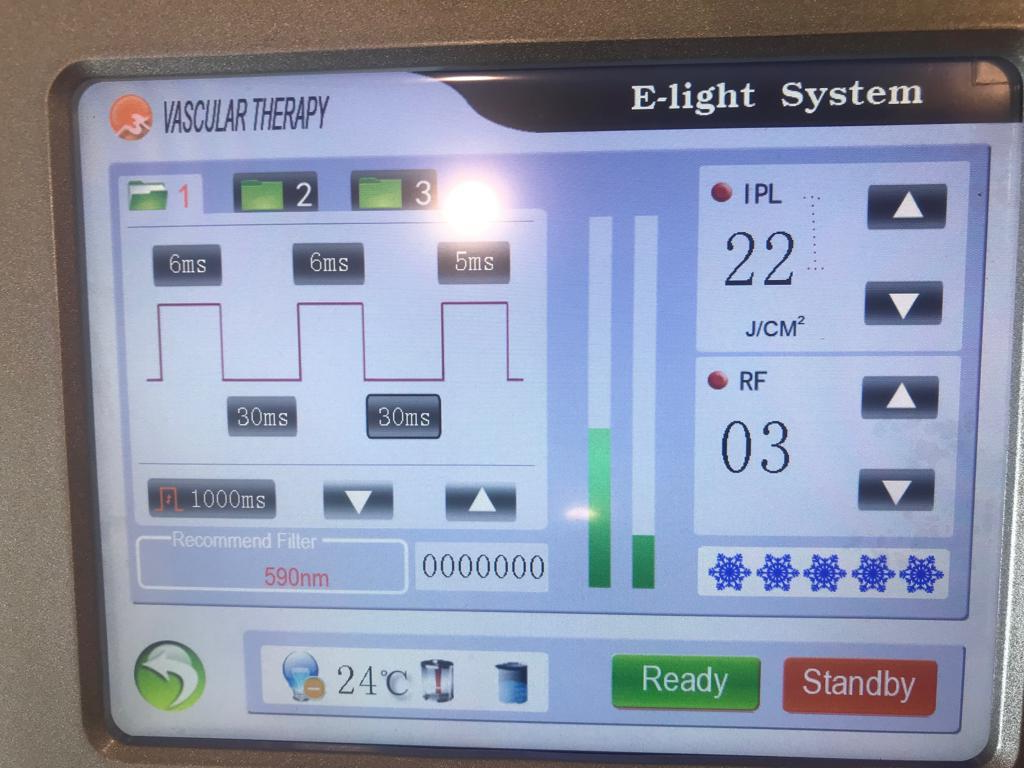 VASCULAR THERAPY
E-light System
1 2 3
6ms 6ms 5ms
30ms 30ms
1000ms
Recommend Filter
590nm
0000000
IPL
22
J/CM²
RF
03
24℃
Ready
Standby